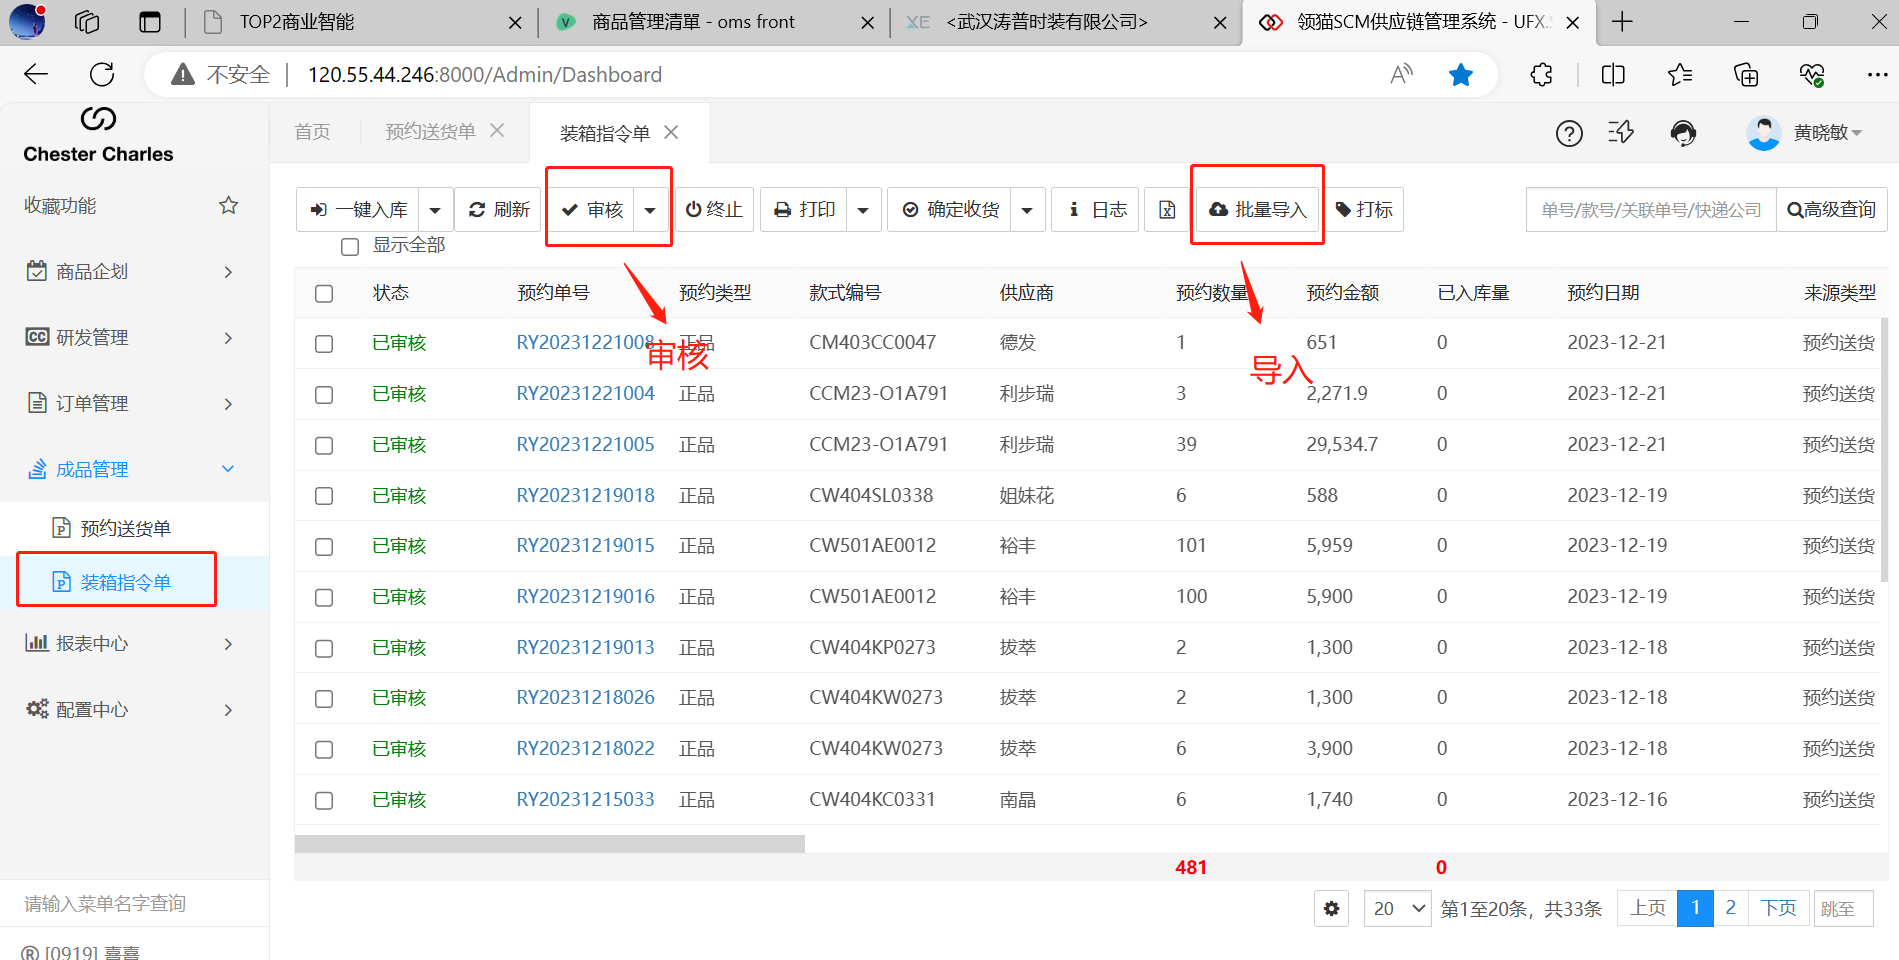 TOP2商业智能
商品管理清單 - oms front
XE <武汉涛普时装有限公司>
领猫SCM供应链管理系统 - UFX.S
不安全 120.55.44.246:8000/Admin/Dashboard
Chester Charles
首页 预约送货单 装箱指令单
黄晓敏
收藏功能
商品企划
研发管理
订单管理
成品管理
预约送货单
装箱指令单
报表中心
配置中心
请输入菜单名字查询
® [0919] 喜喜
一键入库 刷新 审核 终止 打印 确定收货 日志 批量导入 打标 单号/款号/关联单号/快递公司 高级查询
显示全部
状态 预约单号 预约类型 款式编号 供应商 预约数量 预约金额 已入库量 预约日期 来源类型
已审核 RY20231221008 正品 CM403CC0047 德发 1 651 0 2023-12-21 预约送货
审核
导入
已审核 RY20231221004 正品 CCM23-O1A791 利步瑞 3 2,271.9 0 2023-12-21 预约送货
已审核 RY20231221005 正品 CCM23-O1A791 利步瑞 39 29,534.7 0 2023-12-21 预约送货
已审核 RY20231219018 正品 CW404SL0338 姐妹花 6 588 0 2023-12-19 预约送货
已审核 RY20231219015 正品 CW501AE0012 裕丰 101 5,959 0 2023-12-19 预约送货
已审核 RY20231219016 正品 CW501AE0012 裕丰 100 5,900 0 2023-12-19 预约送货
已审核 RY20231219013 正品 CW404KP0273 拔萃 2 1,300 0 2023-12-18 预约送货
已审核 RY20231218026 正品 CW404KW0273 拔萃 2 1,300 0 2023-12-18 预约送货
已审核 RY20231218022 正品 CW404KW0273 拔萃 6 3,900 0 2023-12-18 预约送货
已审核 RY20231215033 正品 CW404KC0331 南晶 6 1,740 0 2023-12-16 预约送货
481 0
20 第1至20条，共33条 上页 1 2 下页 跳至